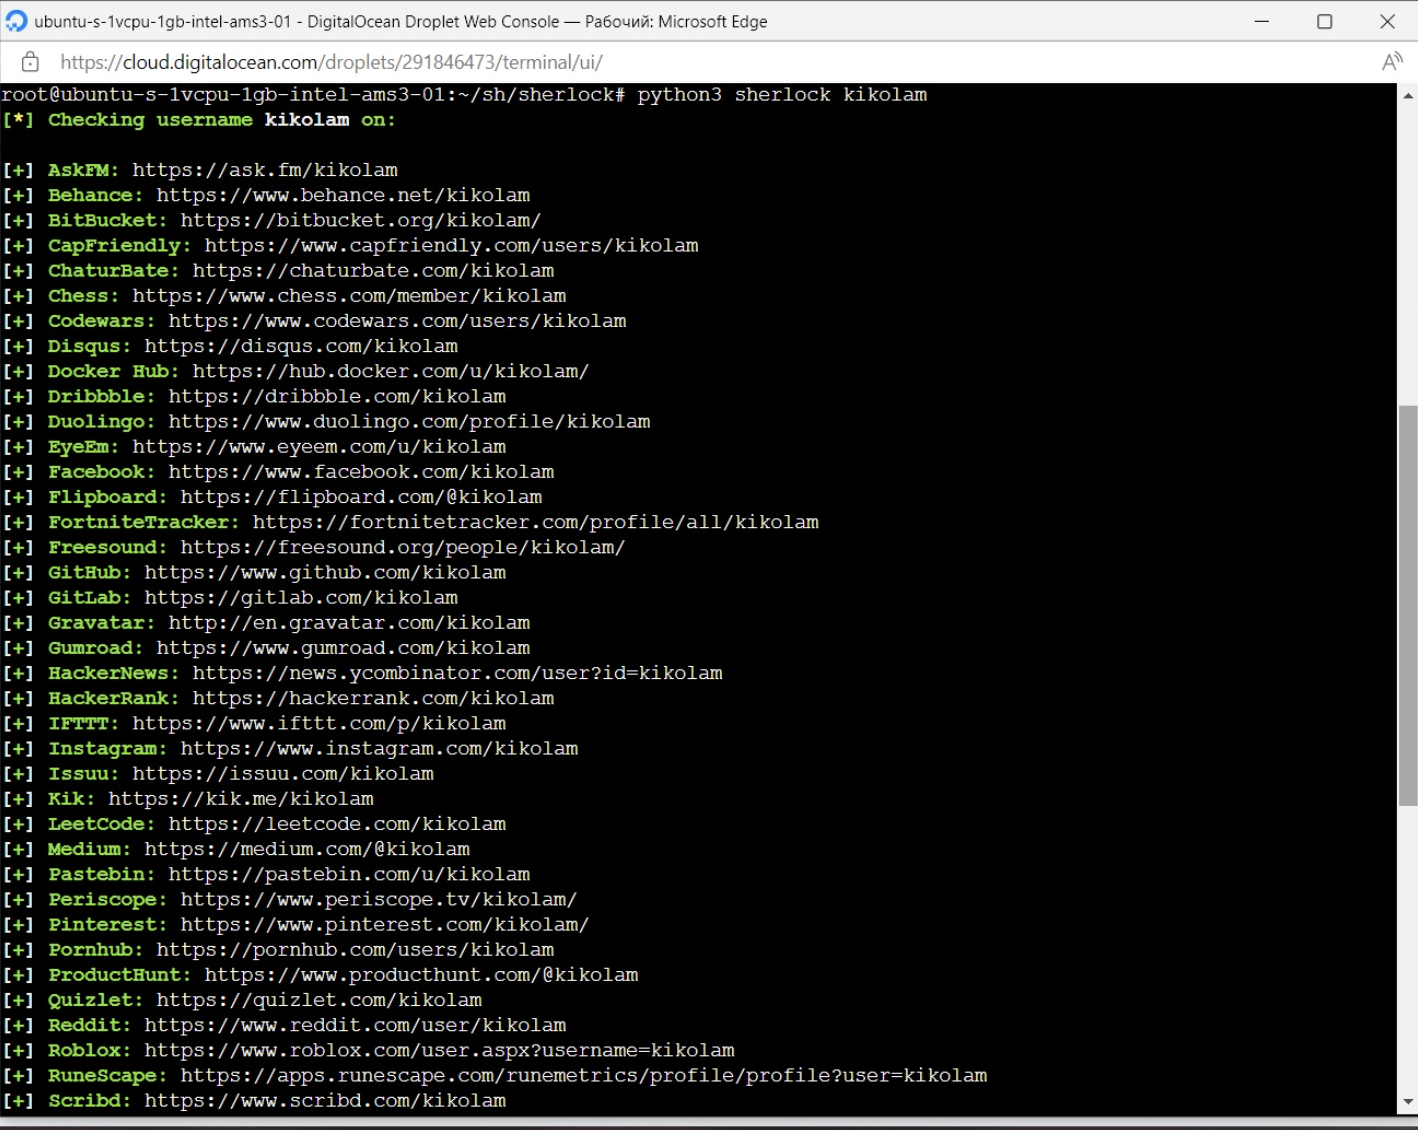 ubuntu-s-1vcpu-1gb-intel-ams3-01 - DigitalOcean Droplet Web Console — Рабочий: Microsoft Edge
https://cloud.digitalocean.com/droplets/291846473/terminal/ui/
root@ubuntu-s-1vcpu-1gb-intel-ams3-01:~/sh/sherlock# python3 sherlock kikolam
[*] Checking username kikolam on:
[+] AskFM: https://ask.fm/kikolam
[+] Behance: https://www.behance.net/kikolam
[+] BitBucket: https://bitbucket.org/kikolam/
[+] CapFriendly: https://www.capfriendly.com/users/kikolam
[+] ChaturBate: https://chaturbate.com/kikolam
[+] Chess: https://www.chess.com/member/kikolam
[+] Codewars: https://www.codewars.com/users/kikolam
[+] Disqus: https://disqus.com/kikolam
[+] Docker Hub: https://hub.docker.com/u/kikolam/
[+] Dribbble: https://dribbble.com/kikolam
[+] Duolingo: https://www.duolingo.com/profile/kikolam
[+] EyeEm: https://www.eyeem.com/u/kikolam
[+] Facebook: https://www.facebook.com/kikolam
[+] Flipboard: https://flipboard.com/@kikolam
[+] FortniteTracker: https://fortnitetracker.com/profile/all/kikolam
[+] Freesound: https://freesound.org/people/kikolam/
[+] GitHub: https://www.github.com/kikolam
[+] GitLab: https://gitlab.com/kikolam
[+] Gravatar: http://en.gravatar.com/kikolam
[+] Gumroad: https://www.gumroad.com/kikolam
[+] HackerNews: https://news.ycombinator.com/user?id=kikolam
[+] HackerRank: https://hackerrank.com/kikolam
[+] IFTTT: https://www.ifttt.com/p/kikolam
[+] Instagram: https://www.instagram.com/kikolam
[+] Issuu: https://issuu.com/kikolam
[+] Kik: https://kik.me/kikolam
[+] LeetCode: https://leetcode.com/kikolam
[+] Medium: https://medium.com/@kikolam
[+] Pastebin: https://pastebin.com/u/kikolam
[+] Periscope: https://www.periscope.tv/kikolam/
[+] Pinterest: https://www.pinterest.com/kikolam/
[+] Pornhub: https://pornhub.com/users/kikolam
[+] ProductHunt: https://www.producthunt.com/@kikolam
[+] Quizlet: https://quizlet.com/kikolam
[+] Reddit: https://www.reddit.com/user/kikolam
[+] Roblox: https://www.roblox.com/user.aspx?username=kikolam
[+] RuneScape: https://apps.runescape.com/runemetrics/profile/profile?user=kikolam
[+] Scribd: https://www.scribd.com/kikolam